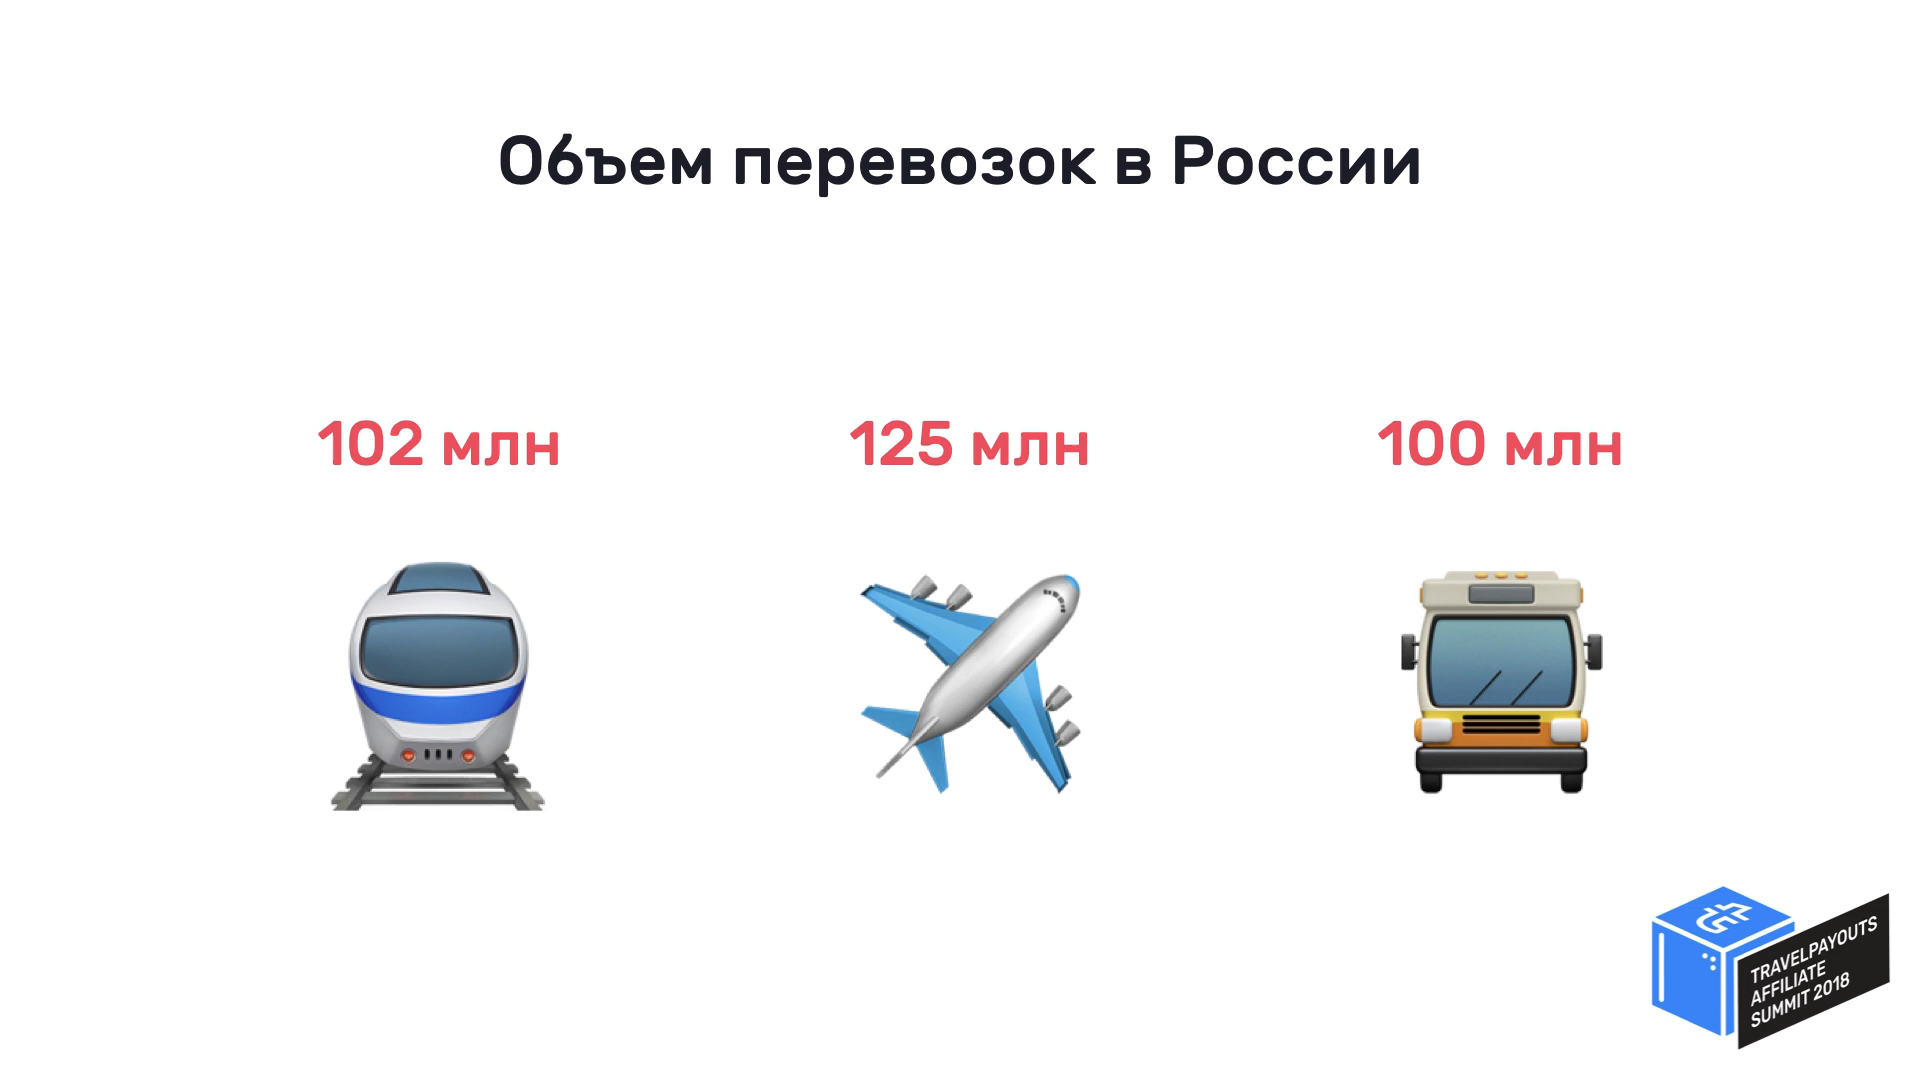 Объем перевозок в России
102 млн
125 млн
100 млн
TRAVELPAYOUTS
AFFILIATE
SUMMIT 2018